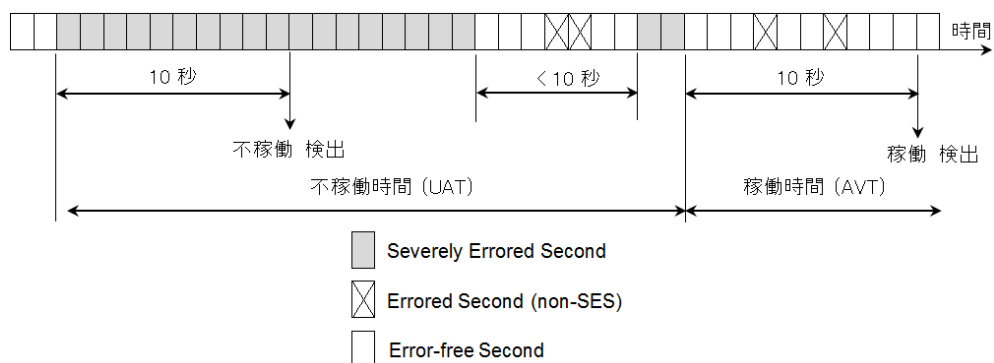 時間
10 秒
< 10 秒
10 秒
不稼働 検出
稼働 検出
不稼働時間 (UAT)
稼働時間 (AVT)
Severely Errored Second
Errored Second (non-SES)
Error-free Second